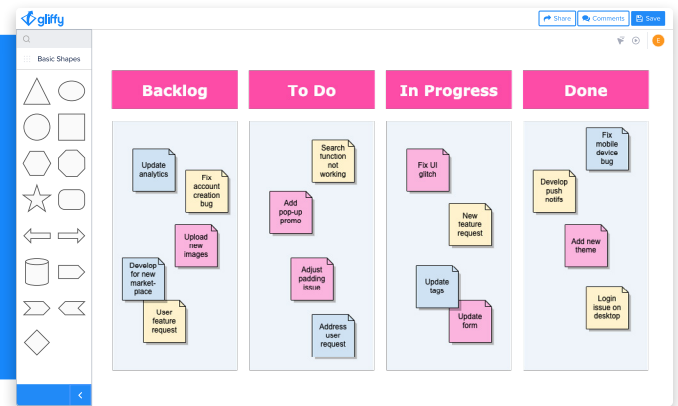 gliffy
Share
Comments
Save
E
Basic Shapes
Backlog
To Do
In Progress
Done
Update
analytics
Fix
account
creation
bug
Upload
new
images
Develop
for new
market-
place
User
feature
request
Search
function
not
working
Add
pop-up
promo
Adjust
padding
issue
Address
user
request
Fix UI
glitch
New
feature
request
Update
tags
Update
form
Fix
mobile
device
bug
Develop
push
notifs
Add new
theme
Login
issue on
desktop